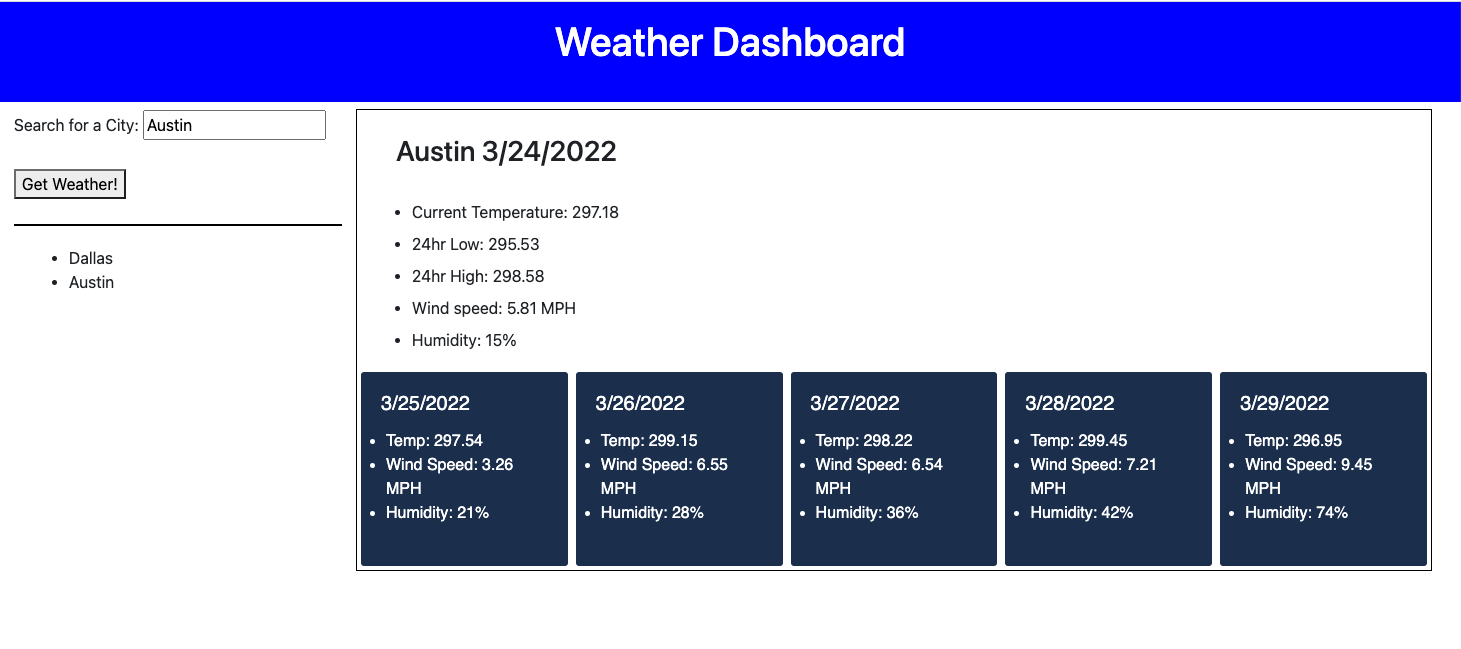 Weather Dashboard
Search for a City: Austin
Get Weather!
Dallas
Austin
Austin 3/24/2022
Current Temperature: 297.18
24hr Low: 295.53
24hr High: 298.58
Wind speed: 5.81 MPH
Humidity: 15%
3/25/2022
Temp: 297.54
Wind Speed: 3.26
MPH
Humidity: 21%
3/26/2022
Temp: 299.15
Wind Speed: 6.55
MPH
Humidity: 28%
3/27/2022
Temp: 298.22
Wind Speed: 6.54
MPH
Humidity: 36%
3/28/2022
Temp: 299.45
Wind Speed: 7.21
MPH
Humidity: 42%
3/29/2022
Temp: 296.95
Wind Speed: 9.45
MPH
Humidity: 74%